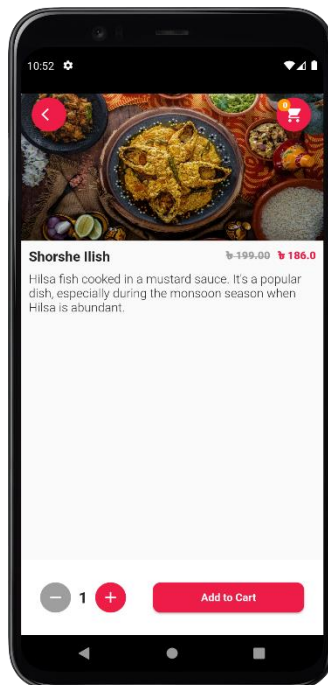 10:52
0
Shorshe Ilish ৳ 199.00 ৳ 186.0
Hilsa fish cooked in a mustard sauce. It's a popular
dish, especially during the monsoon season when
Hilsa is abundant.
1 Add to Cart